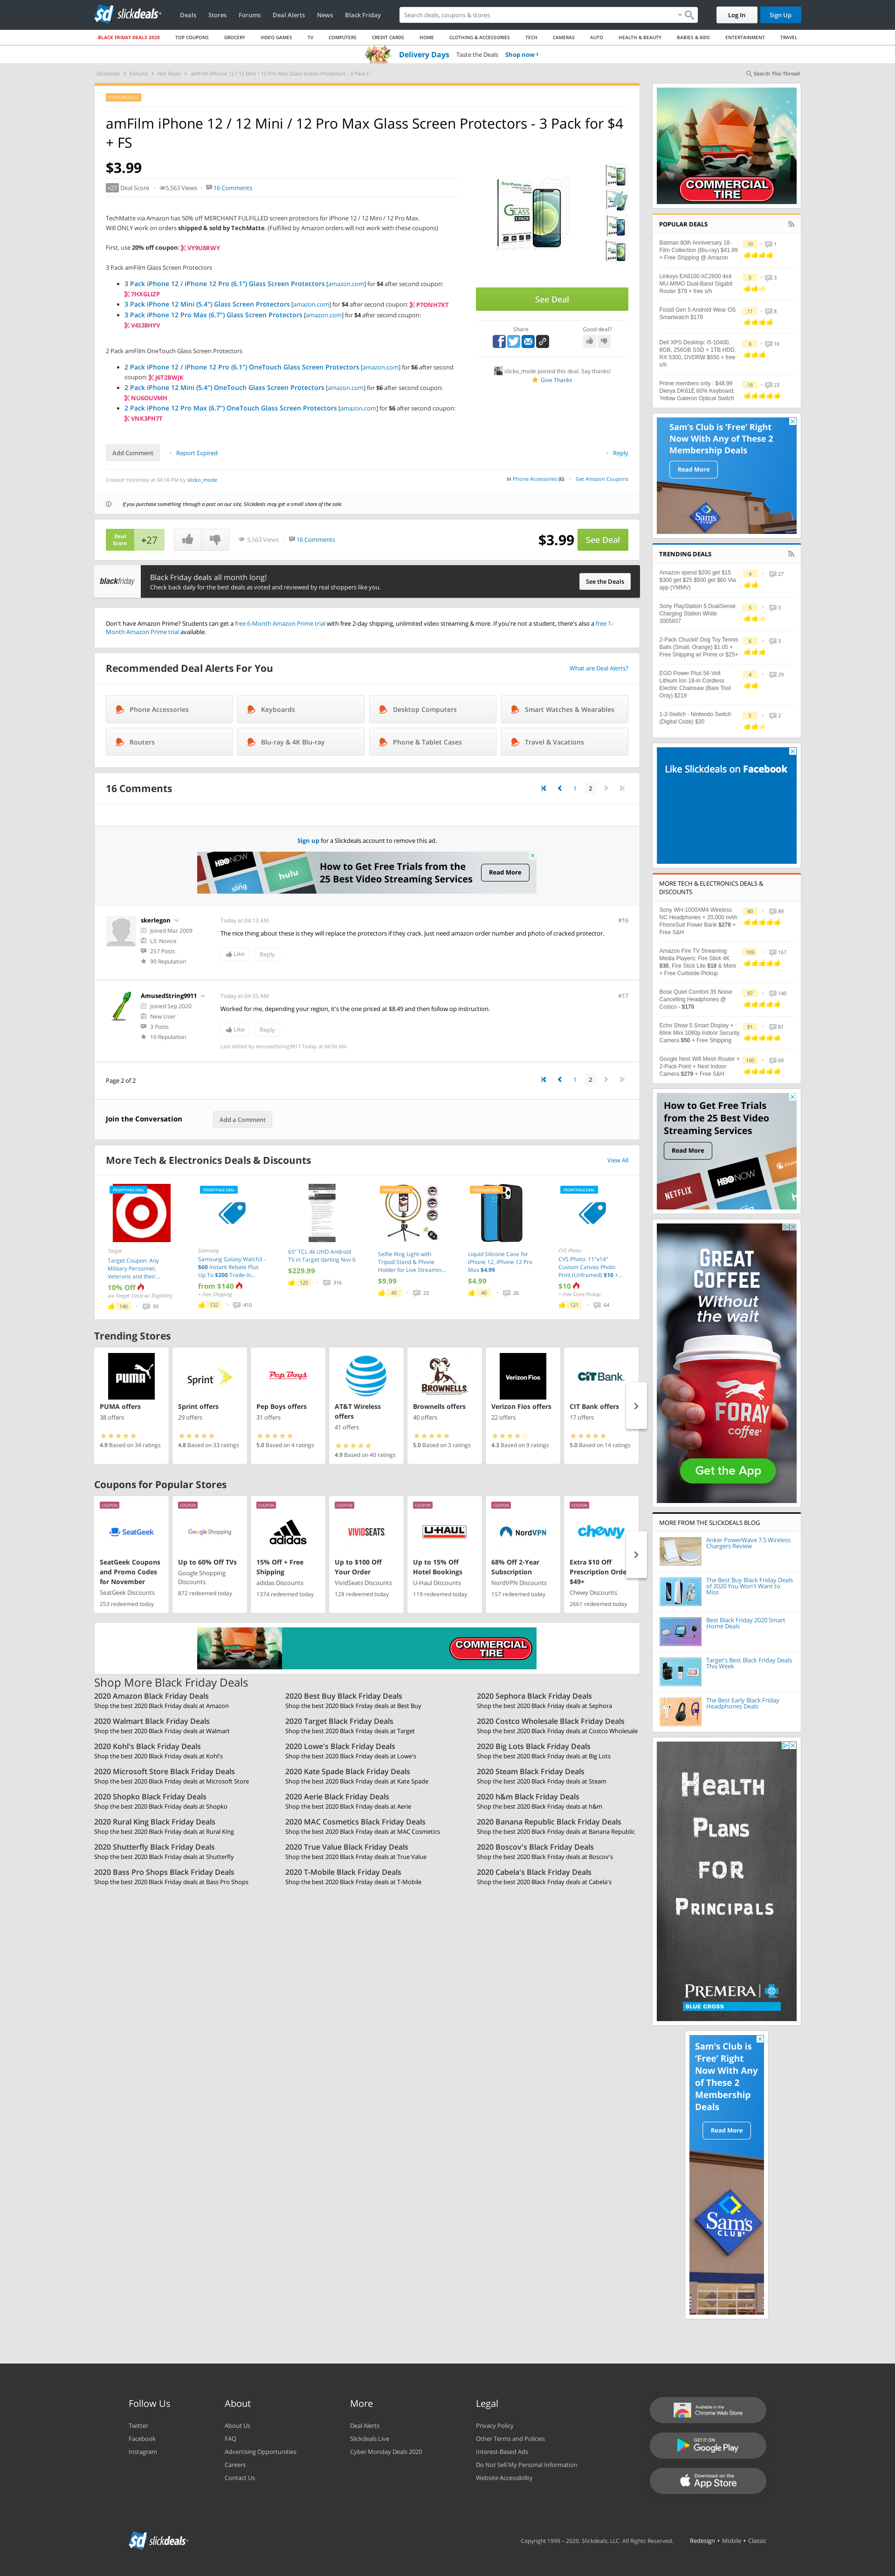 slickdeals
Deals Stores Forums Deal Alerts News Black Friday
Search deals, coupons & stores
Log In Sign Up
BLACK FRIDAY DEALS 2020 TOP COUPONS GROCERY VIDEO GAMES TV COMPUTERS CREDIT CARDS HOME CLOTHING & ACCESSORIES TECH CAMERAS AUTO HEALTH & BEAUTY BABIES & KIDS ENTERTAINMENT TRAVEL
Delivery Days Taste the Deals Shop now
Slickdeals Forums Hot Deals amFilm iPhone 12 / 12 Mini / 12 Pro Max Glass Screen Protectors - 3 Pack f...
Search This Thread
POPULAR DEAL
amFilm iPhone 12 / 12 Mini / 12 Pro Max Glass Screen Protectors - 3 Pack for $4
+ FS
$3.99
+27 Deal Score 5,563 Views 16 Comments
TechMatte via Amazon has 50% off MERCHANT FULFILLED screen protectors for iPhone 12 / 12 Mini / 12 Pro Max.
Will ONLY work on orders shipped & sold by TechMatte. (Fulfilled by Amazon orders will not work with these coupons)
First, use 20% off coupon: VY9U8RWY
3 Pack amFilm Glass Screen Protectors
3 Pack iPhone 12 / iPhone 12 Pro (6.1") Glass Screen Protectors [amazon.com] for $4 after second coupon:
7HXGLIZP
3 Pack iPhone 12 Mini (5.4") Glass Screen Protectors [amazon.com] for $4 after second coupon: P7QNH7XT
3 Pack iPhone 12 Pro Max (6.7") Glass Screen Protectors [amazon.com] for $4 after second coupon:
V4S38HYV
2 Pack amFilm OneTouch Glass Screen Protectors
2 Pack iPhone 12 / iPhone 12 Pro (6.1") OneTouch Glass Screen Protectors [amazon.com] for $6 after second
coupon: J6T2BWJK
2 Pack iPhone 12 Mini (5.4") OneTouch Glass Screen Protectors [amazon.com] for $6 after second coupon:
NU6OUVMH
2 Pack iPhone 12 Pro Max (6.7") OneTouch Glass Screen Protectors [amazon.com] for $6 after second coupon:
VNK3PH7T
See Deal
Share Good deal?
slicko_mode posted this deal. Say thanks!
Give Thanks
Add Comment Report Expired Reply
Created Yesterday at 04:18 PM by slicko_mode
in Phone Accessories (6) Get Amazon Coupons
If you purchase something through a post on our site, Slickdeals may get a small share of the sale.
Deal
Score +27 5,563 Views 16 Comments $3.99 See Deal
blackfriday
Black Friday deals all month long!
Check back daily for the best deals as voted and reviewed by real shoppers like you.
See the Deals
Don't have Amazon Prime? Students can get a free 6-Month Amazon Prime trial with free 2-day shipping, unlimited video streaming & more. If you're not a student, there's also a free 1-
Month Amazon Prime trial available.
Recommended Deal Alerts For You What are Deal Alerts?
Phone Accessories Keyboards Desktop Computers Smart Watches & Wearables
Routers Blu-ray & 4K Blu-ray Phone & Tablet Cases Travel & Vacations
16 Comments 1 2
Sign up for a Slickdeals account to remove this ad.
HBO NOW sling hulu
How to Get Free Trials from the
25 Best Video Streaming Services
Read More
skerlegon
Joined Mar 2009
L3: Novice
257 Posts
90 Reputation
Today at 04:13 AM #16
The nice thing about these is they will replace the protectors if they crack. Just need amazon order number and photo of cracked protector.
Like Reply
AmusedString9911
Joined Sep 2020
New User
3 Posts
10 Reputation
Today at 04:35 AM #17
Worked for me, depending your region, it's the one priced at $8.49 and then follow op instruction.
Like Reply
Last edited by AmusedString9911 Today at 04:50 AM.
Page 2 of 2 1 2
Join the Conversation Add a Comment
More Tech & Electronics Deals & Discounts View All
FRONTPAGE DEAL
Target
Target Coupon: Any
Military Personnel,
Veterans and their...
10% Off
via Target Circle w/ Eligibility
146 93
FRONTPAGE DEAL
Samsung
Samsung Galaxy Watch3 -
$60 Instant Rebate Plus
Up To $200 Trade-In...
from $140
+ Free Shipping
132 410
65" TCL 4k UHD Android
TV in Target darting Nov 6
$229.99
120 316
POPULAR DEAL
Selfie Ring Light with
Tripod Stand & Phone
Holder for Live Streamin...
$9.99
45 23
POPULAR DEAL
Liquid Silicone Case for
iPhone 12, iPhone 12 Pro
Max $4.99
$4.99
40 26
FRONTPAGE DEAL
CVS Photo
CVS Photo: 11"x14"
Custom Canvas Photo
Print (Unframed) $10 +...
$10
+ Free Store Pickup
121 64
Trending Stores
PUMA
PUMA offers
38 offers
4.9 Based on 34 ratings
Sprint
Sprint offers
29 offers
4.8 Based on 33 ratings
Pep Boys
Pep Boys offers
31 offers
5.0 Based on 4 ratings
AT&T
AT&T Wireless
offers
41 offers
4.9 Based on 40 ratings
BROWNELLS
Brownells offers
40 offers
5.0 Based on 3 ratings
Verizon Fios
Verizon Fios offers
22 offers
4.3 Based on 9 ratings
CIT BANK
CIT Bank offers
17 offers
5.0 Based on 14 ratings
Coupons for Popular Stores
COUPON
SeatGeek
SeatGeek Coupons
and Promo Codes
for November
SeatGeek Discounts
253 redeemed today
COUPON
Google Shopping
Up to 60% Off TVs
Google Shopping
Discounts
872 redeemed today
COUPON
adidas
15% Off + Free
Shipping
adidas Discounts
1374 redeemed today
COUPON
VIVID SEATS
Up to $100 Off
Your Order
VividSeats Discounts
128 redeemed today
COUPON
U-HAUL
Up to 15% Off
Hotel Bookings
U-Haul Discounts
119 redeemed today
COUPON
NordVPN
68% Off 2-Year
Subscription
NordVPN Discounts
157 redeemed today
COUPON
chewy
Extra $10 Off
Prescription Orde
$49+
Chewy Discounts
2661 redeemed today
COMMERCIAL TIRE
Shop More Black Friday Deals
2020 Amazon Black Friday Deals
Shop the best 2020 Black Friday deals at Amazon
2020 Best Buy Black Friday Deals
Shop the best 2020 Black Friday deals at Best Buy
2020 Sephora Black Friday Deals
Shop the best 2020 Black Friday deals at Sephora
2020 Walmart Black Friday Deals
Shop the best 2020 Black Friday deals at Walmart
2020 Target Black Friday Deals
Shop the best 2020 Black Friday deals at Target
2020 Costco Wholesale Black Friday Deals
Shop the best 2020 Black Friday deals at Costco Wholesale
2020 Kohl's Black Friday Deals
Shop the best 2020 Black Friday deals at Kohl's
2020 Lowe's Black Friday Deals
Shop the best 2020 Black Friday deals at Lowe's
2020 Big Lots Black Friday Deals
Shop the best 2020 Black Friday deals at Big Lots
2020 Microsoft Store Black Friday Deals
Shop the best 2020 Black Friday deals at Microsoft Store
2020 Kate Spade Black Friday Deals
Shop the best 2020 Black Friday deals at Kate Spade
2020 Steam Black Friday Deals
Shop the best 2020 Black Friday deals at Steam
2020 Shopko Black Friday Deals
Shop the best 2020 Black Friday deals at Shopko
2020 Aerie Black Friday Deals
Shop the best 2020 Black Friday deals at Aerie
2020 h&m Black Friday Deals
Shop the best 2020 Black Friday deals at h&m
2020 Rural King Black Friday Deals
Shop the best 2020 Black Friday deals at Rural King
2020 MAC Cosmetics Black Friday Deals
Shop the best 2020 Black Friday deals at MAC Cosmetics
2020 Banana Republic Black Friday Deals
Shop the best 2020 Black Friday deals at Banana Republic
2020 Shutterfly Black Friday Deals
Shop the best 2020 Black Friday deals at Shutterfly
2020 True Value Black Friday Deals
Shop the best 2020 Black Friday deals at True Value
2020 Boscov's Black Friday Deals
Shop the best 2020 Black Friday deals at Boscov's
2020 Bass Pro Shops Black Friday Deals
Shop the best 2020 Black Friday deals at Bass Pro Shops
2020 T-Mobile Black Friday Deals
Shop the best 2020 Black Friday deals at T-Mobile
2020 Cabela's Black Friday Deals
Shop the best 2020 Black Friday deals at Cabela's
COMMERCIAL
TIRE
POPULAR DEALS
Batman 80th Anniversary 18-
Film Collection (Blu-ray) $41.99
+ Free Shipping @ Amazon
10 1
Linksys EA8100 AC2600 4x4
MU-MIMO Dual-Band Gigabit
Router $79 + free s/h
5 3
Fossil Gen 5 Android Wear OS
Smartwatch $179
11 8
Dell XPS Desktop: i5-10400,
8GB, 256GB SSD + 1TB HDD,
RX 5300, DVDRW $650 + free
s/h
6 10
Prime members only : $48.99
Dierya DK61E 60% Keyboard,
Yellow Gateron Optical Switch
16 23
Sam's Club is 'Free' Right
Now With Any of These 2
Membership Deals
Read More
Sam's
TRENDING DEALS
Amazon spend $200 get $15
$300 get $25 $500 get $60 Via
app (YMMV)
4 27
Sony PlayStation 5 DualSense
Charging Station White
3005837
5 3
2-Pack Chuckit! Dog Toy Tennis
Balls (Small, Orange) $1.05 +
Free Shipping w/ Prime or $25+
6 3
EGO Power Plus 56-Volt
Lithium Ion 18-in Cordless
Electric Chainsaw (Bare Tool
Only) $219
4 29
1-2-Switch - Nintendo Switch
(Digital Code) $30
5 2
Like Slickdeals on Facebook
MORE TECH & ELECTRONICS DEALS &
DISCOUNTS
Sony WH-1000XM4 Wireless
NC Headphones + 20,000 mAh
PhoneSuit Power Bank $278 +
Free S&H
80 89
Amazon Fire TV Streaming
Media Players: Fire Stick 4K
$30, Fire Stick Lite $18 & More
+ Free Curbside Pickup
109 167
Bose Quiet Comfort 35 Noise
Cancelling Headphones @
Costco - $170
97 140
Echo Show 5 Smart Display +
Blink Mini 1080p Indoor Security
Camera $50 + Free Shipping
81 81
Google Nest Wifi Mesh Router +
2-Pack Point + Nest Indoor
Camera $279 + Free S&H
100 69
How to Get Free Trials
from the 25 Best Video
Streaming Services
Read More
NETFLIX HBO NOW hulu sling crunchyroll
GREAT
COFFEE
Without
the wait
FORAY
coffee
Get the App
MORE FROM THE SLICKDEALS BLOG
Anker PowerWave 7.5 Wireless
Chargers Review
The Best Buy Black Friday Deals
of 2020 You Won't Want to
Miss
Best Black Friday 2020 Smart
Home Deals
Target's Best Black Friday Deals
This Week
The Best Early Black Friday
Headphones Deals
HEALTH
PLANS
FOR
PRINCIPALS
PREMERA
BLUE CROSS
Sam's Club is
'Free' Right
Now With Any
of These 2
Membership
Deals
Read More
Sam's
CLUB
Follow Us
Twitter
Facebook
Instagram
About
About Us
FAQ
Advertising Opportunities
Careers
Contact Us
More
Deal Alerts
Slickdeals Live
Cyber Monday Deals 2020
Legal
Privacy Policy
Other Terms and Policies
Interest-Based Ads
Do Not Sell My Personal Information
Website Accessibility
Available in the
Chrome Web Store
GET IT ON
Google Play
Download on the
App Store
slickdeals
Copyright 1999 – 2020. Slickdeals, LLC. All Rights Reserved. Redesign • Mobile • Classic